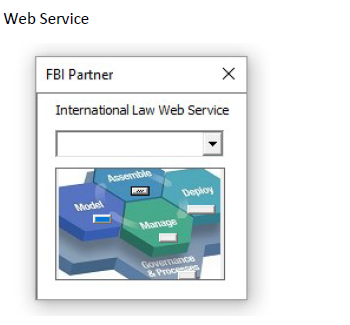 Web Service
FBI Partner
International Law Web Service
Assemble
Model
Deploy
Manage
Governance
& Processes